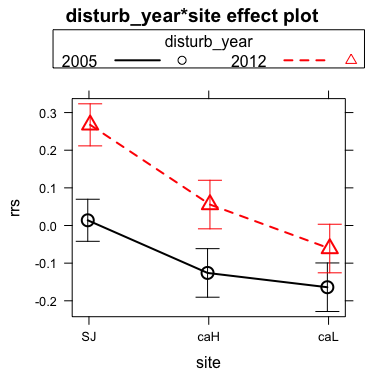 disturb_year*site effect plot
disturb_year
2005 2012
0.3
0.2
0.1
0.0
-0.1
-0.2
rrs
SJ caH caL
site